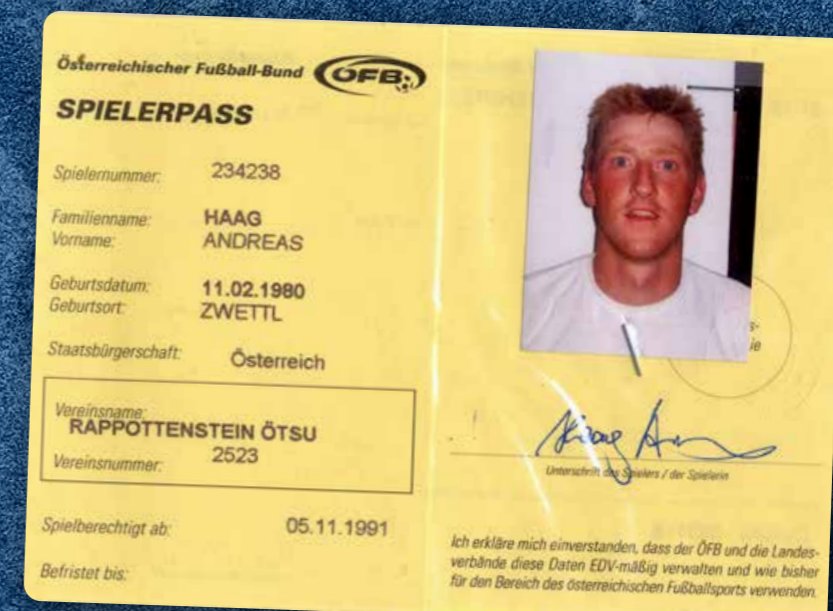 Österreichischer Fußball-Bund ÖFB
SPIELERPASS
Spielernummer: 234238
Familienname: HAAG
Vorname: ANDREAS
Geburtsdatum: 11.02.1980
Geburtsort: ZWETTL
Staatsbürgerschaft: Österreich
Vereinsname:
RAPPOTTENSTEIN ÖTSU
Vereinsnummer: 2523
Spielberechtigt ab: 05.11.1991
Befristet bis:
Haag
Unterschrift des Spielers / der Spielerin
Ich erkläre mich einverstanden, dass der ÖFB und die Landes-
verbände diese Daten EDV-mäßig verwalten und wie bisher
für den Bereich des österreichischen Fußballsports verwenden.